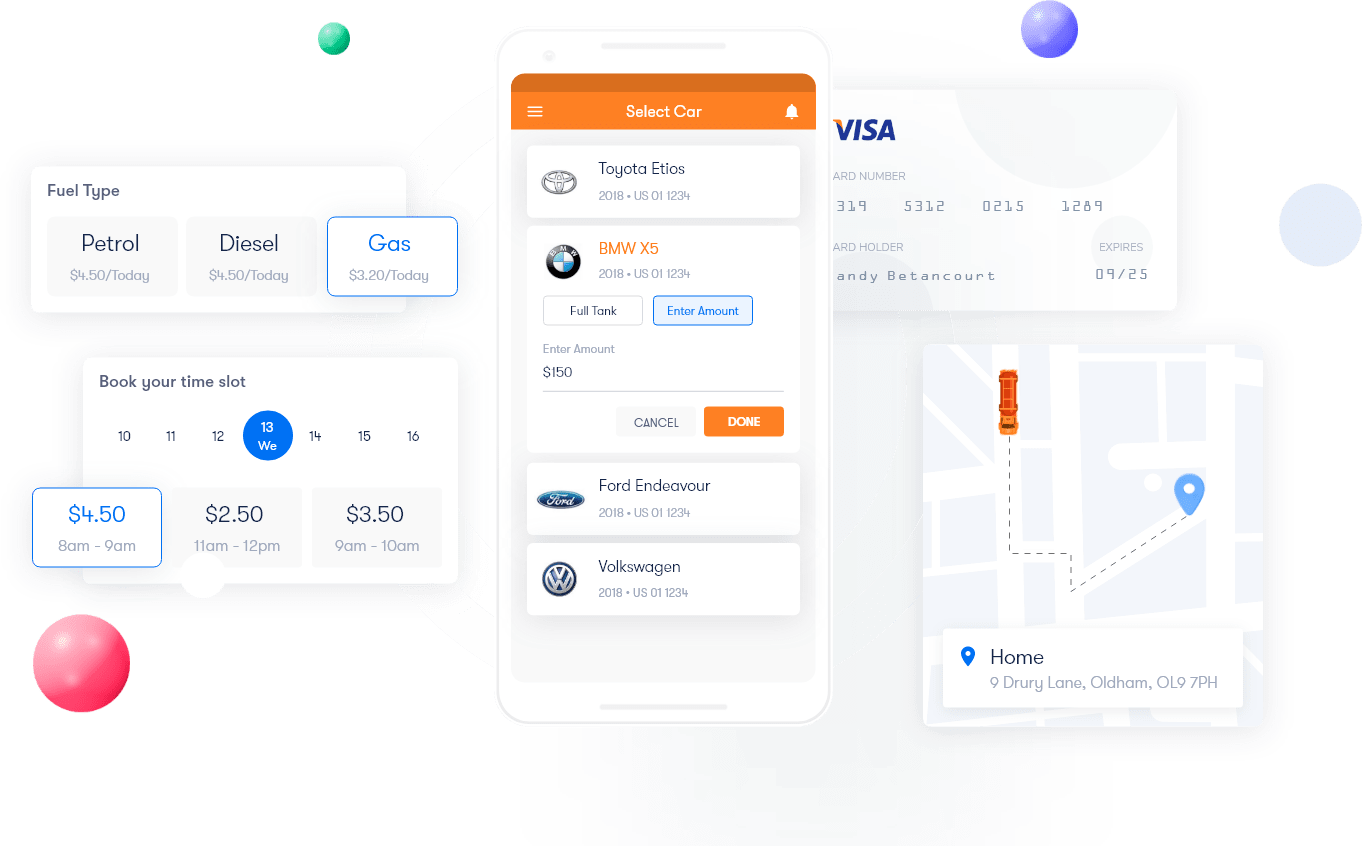 Fuel Type
Petrol
$4.50/Today
Diesel
$4.50/Today
Gas
$3.20/Today
Book your time slot
10 11 12 13 14 15 16
We
$4.50
8am - 9am
$2.50
11am - 12pm
$3.50
9am - 10am
Select Car
Toyota Etios
2018 • US 01 1234
BMW
BMW X5
2018 • US 01 1234
Full Tank
Enter Amount
Enter Amount
$150
CANCEL
DONE
Ford
Ford Endeavour
2018 • US 01 1234
Volkswagen
2018 • US 01 1234
VISA
ARD NUMBER
319 5312 0215 1289
ARD HOLDER
EXPIRES
andy Betancourt
09/25
Home
9 Drury Lane, Oldham, OL9 7PH